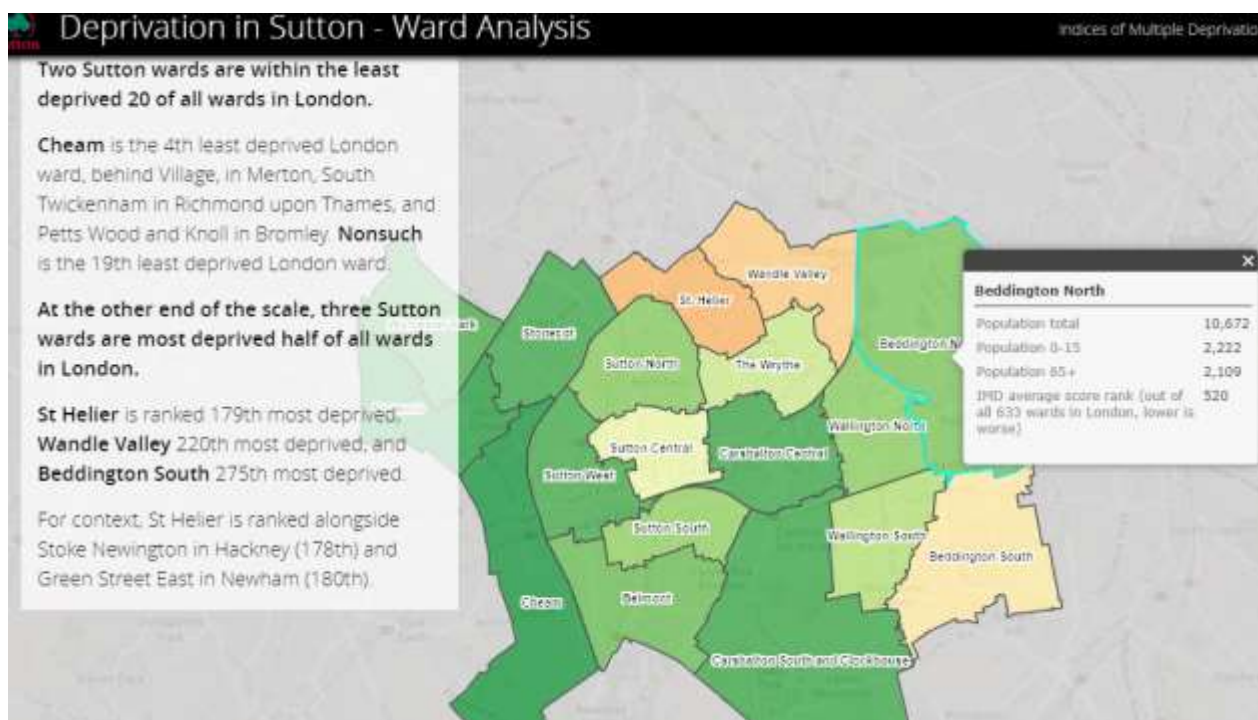 Deprivation in Sutton - Ward Analysis
Indices of Multiple Deprivatio
Two Sutton wards are within the least
deprived 20 of all wards in London.
Cheam is the 4th least deprived London
ward, behind Village, in Merton, South
Twickenham in Richmond upon Thames, and
Petts Wood and Knoll in Bromley. Nonsuch
is the 19th least deprived London ward.
At the other end of the scale, three Sutton
wards are most deprived half of all wards
in London.
St Helier is ranked 179th most deprived,
Wandle Valley 220th most deprived, and
Beddington South 275th most deprived.
For context, St Helier is ranked alongside
Stoke Newington in Hackney (178th) and
Green Street East in Newham (180th).
Wandle Valley
St. Helier
Stonecot
Sutton North
The Wrythe
Beddington N
Wallington North
Sutton Central
Carshalton Central
Sutton West
Sutton South
Wallington South
Beddington South
Cheam
Belmont
Carshalton South and Clockhouse
Beddington North
Population total 10,672
Population 0-15 2,222
Population 65+ 2,109
IMD average score rank (out of 520
all 633 wards in London, lower is
worse)